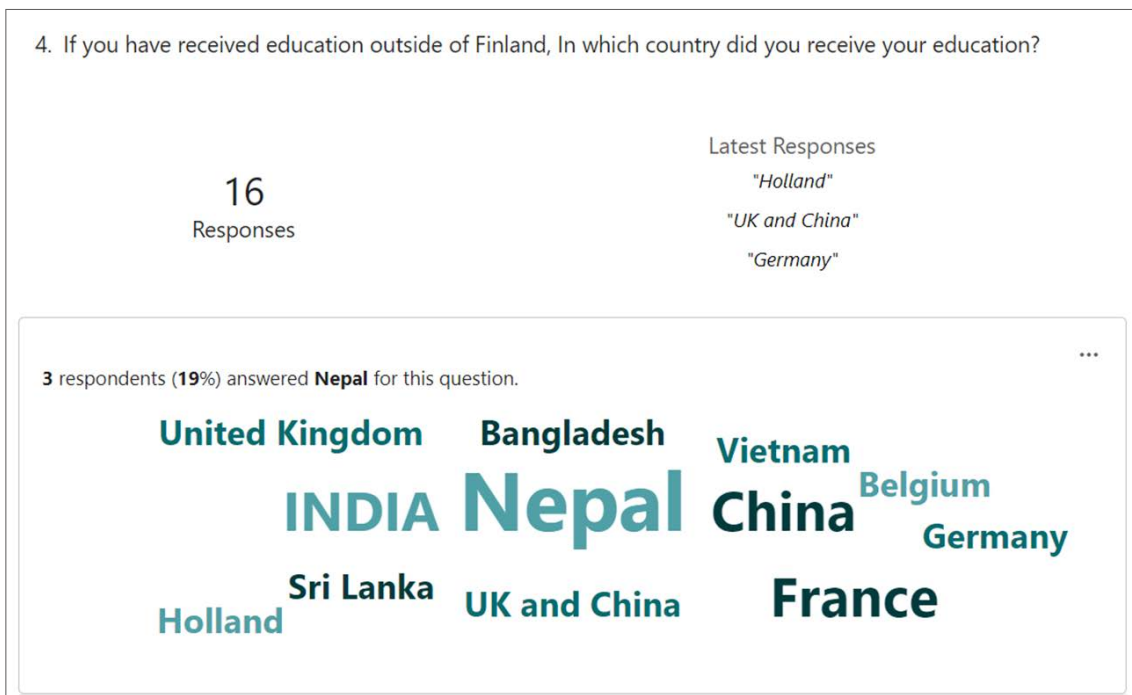 4. If you have received education outside of Finland, In which country did you receive your education?
16
Responses
Latest Responses
"Holland"
"UK and China"
"Germany"
...
3 respondents (19%) answered Nepal for this question.
United Kingdom
Bangladesh
Vietnam
Belgium
INDIA
Nepal
China
Germany
Sri Lanka
UK and China
France
Holland